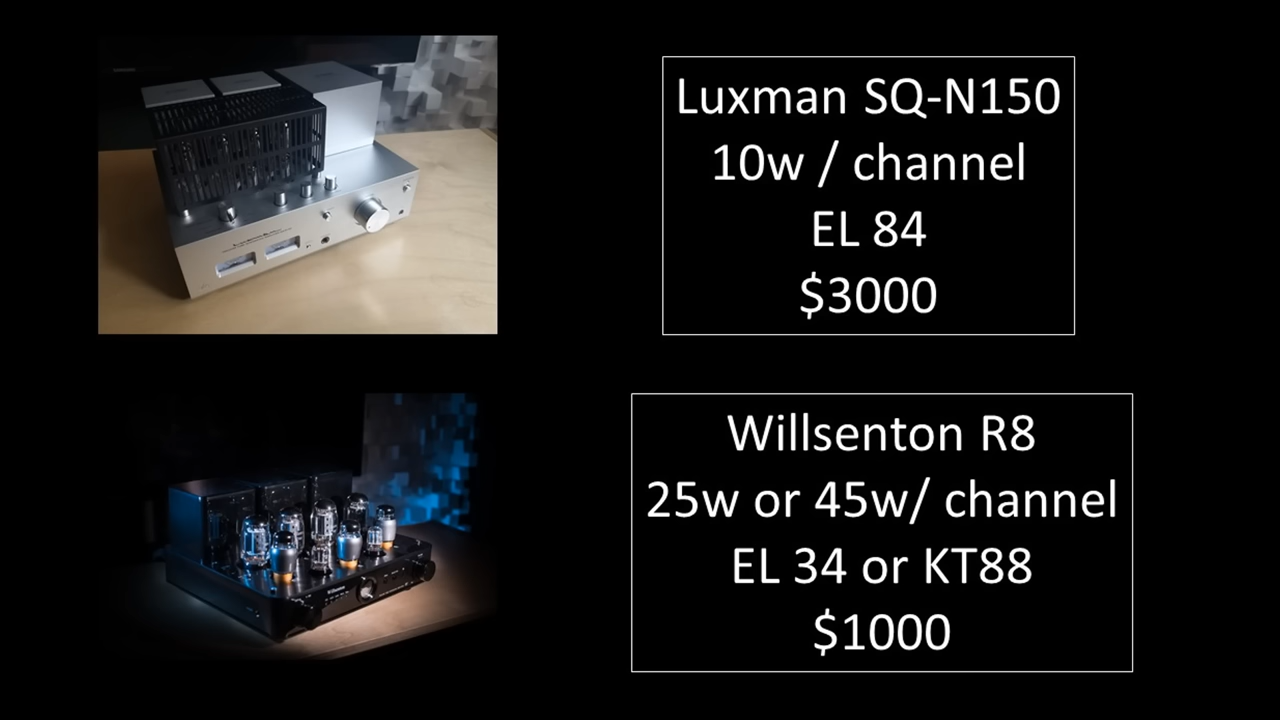 Luxman SQ-N150
10w / channel
EL 84
$3000
Willsenton R8
25w or 45w/ channel
EL 34 or KT88
$1000
Willsenton